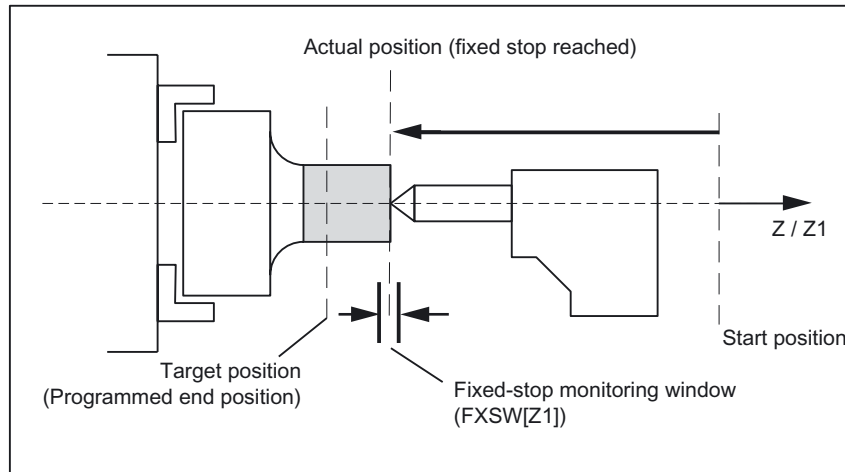 Actual position (fixed stop reached)
Z / Z1
Start position
Target position
(Programmed end position)
Fixed-stop monitoring window
(FXSW[Z1])